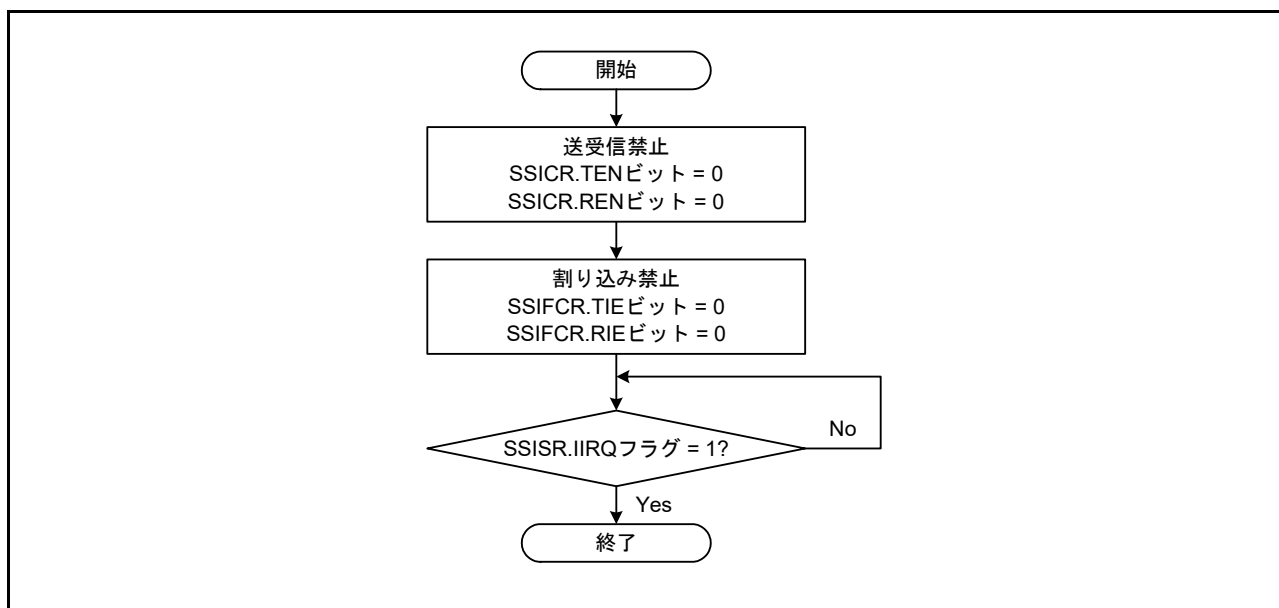 開始
送受信禁止
SSICR.TENビット = 0
SSICR.RENビット = 0
割り込み禁止
SSIFCR.TIEビット = 0
SSIFCR.RIEビット = 0
SSISR.IIRQフラグ = 1?
No
Yes
終了